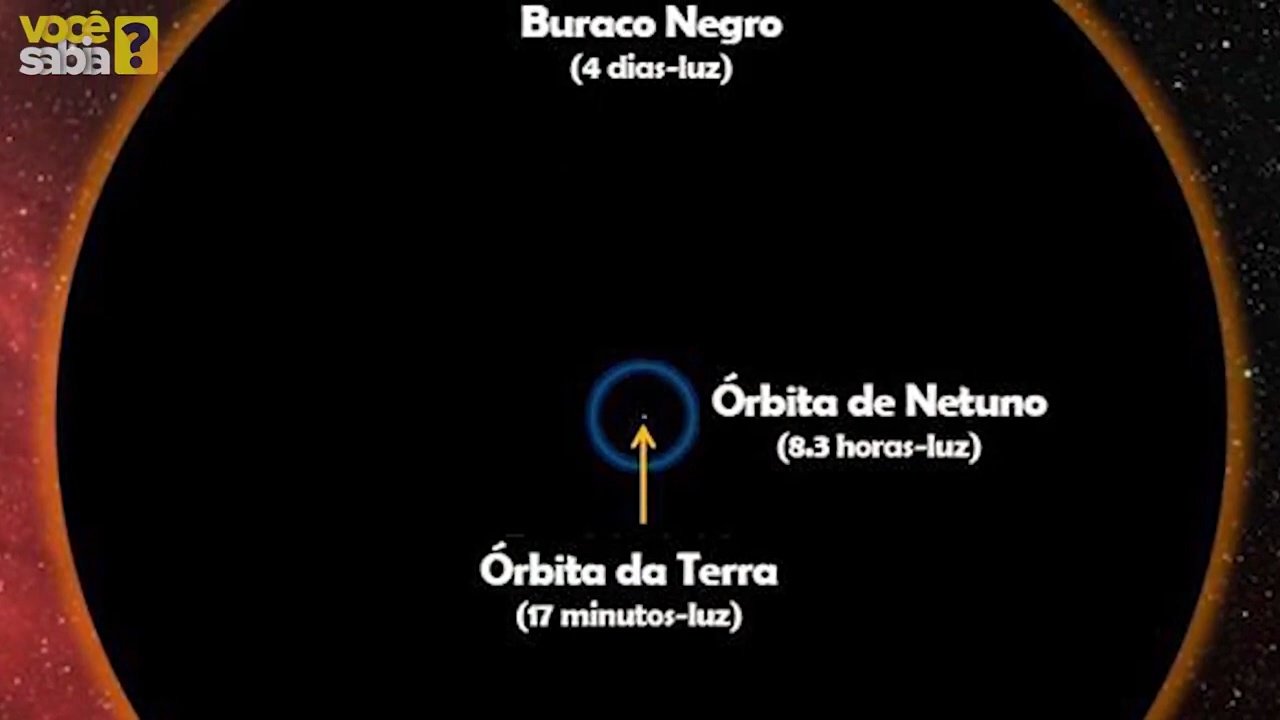 você
sabia ?
Buraco Negro
(4 dias-luz)
Órbita de Netuno
(8.3 horas-luz)
Órbita da Terra
(17 minutos-luz)